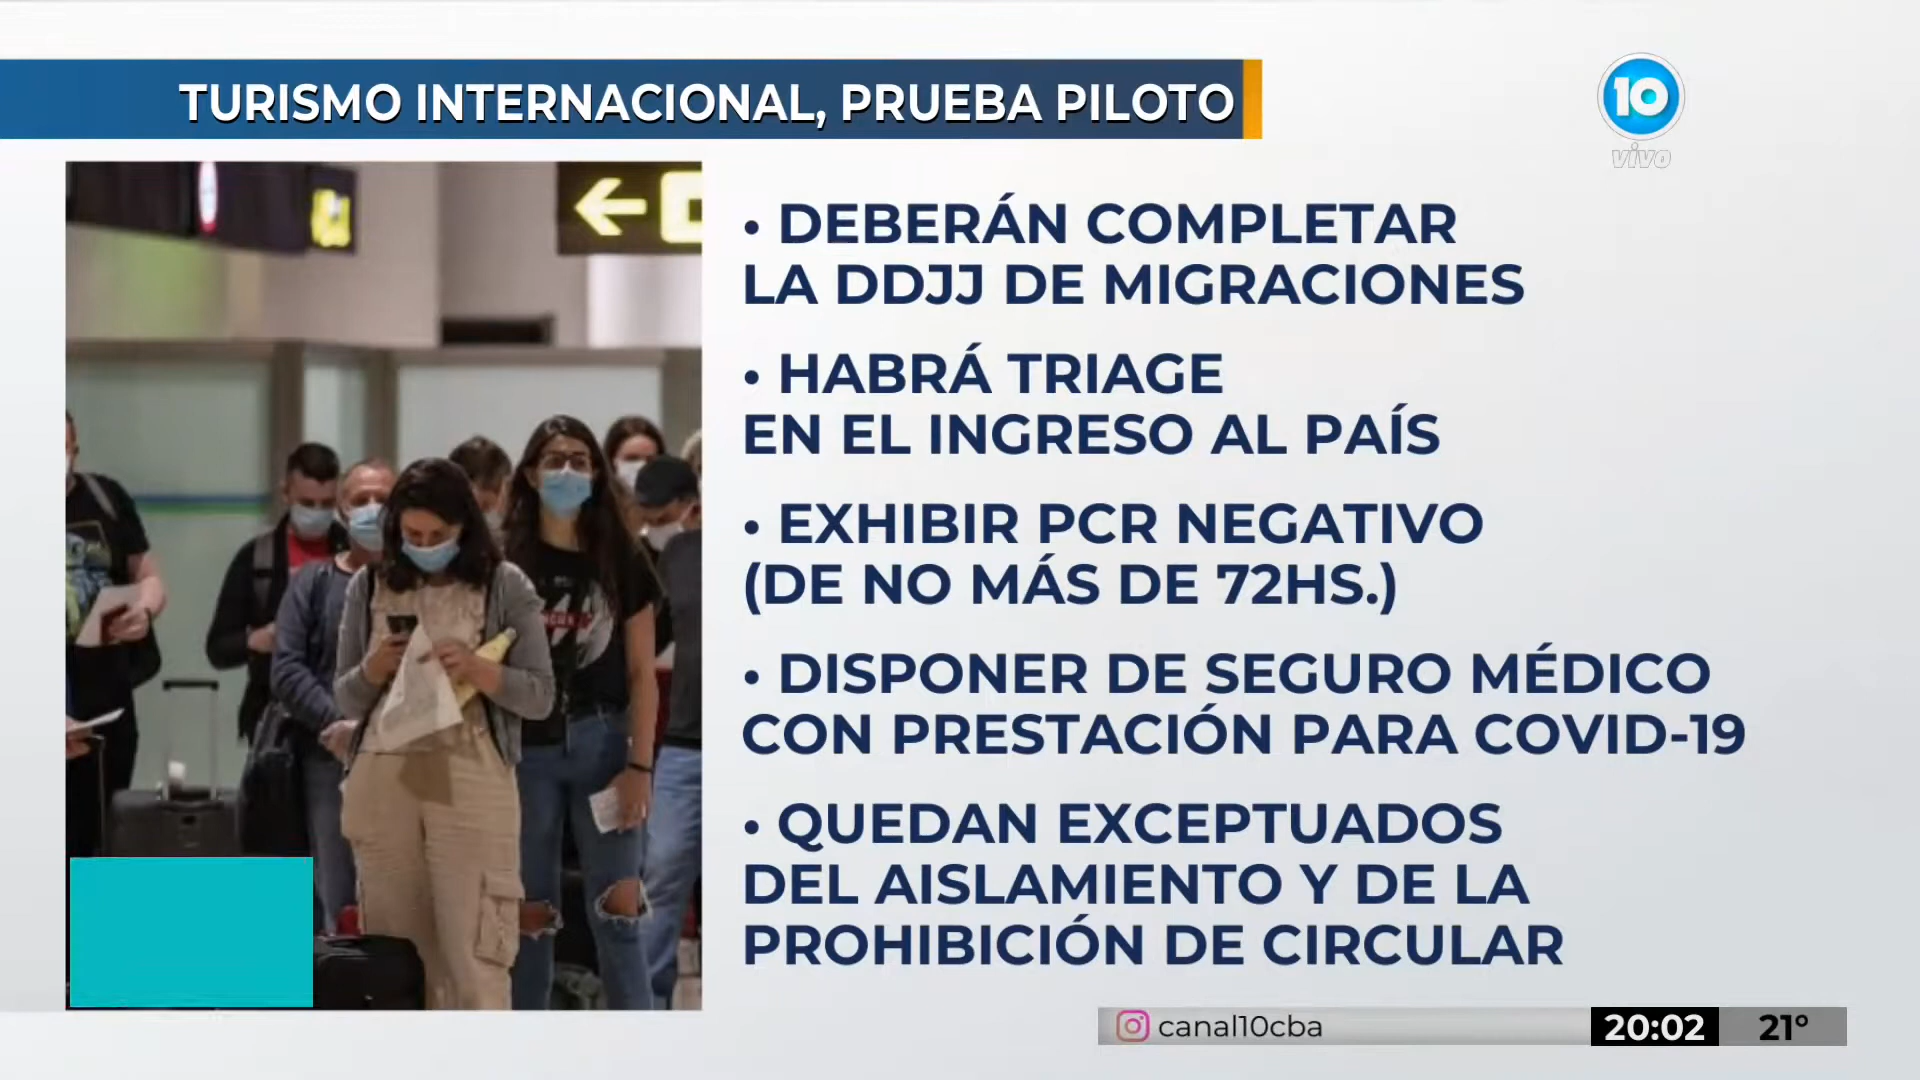 TURISMO INTERNACIONAL, PRUEBA PILOTO
10
vivo
• DEBERÁN COMPLETAR
LA DDJJ DE MIGRACIONES
• HABRÁ TRIAGE
EN EL INGRESO AL PAÍS
• EXHIBIR PCR NEGATIVO
(DE NO MÁS DE 72HS.)
• DISPONER DE SEGURO MÉDICO
CON PRESTACIÓN PARA COVID-19
• QUEDAN EXCEPTUADOS
DEL AISLAMIENTO Y DE LA
PROHIBICIÓN DE CIRCULAR
canal10cba
20:02
21°